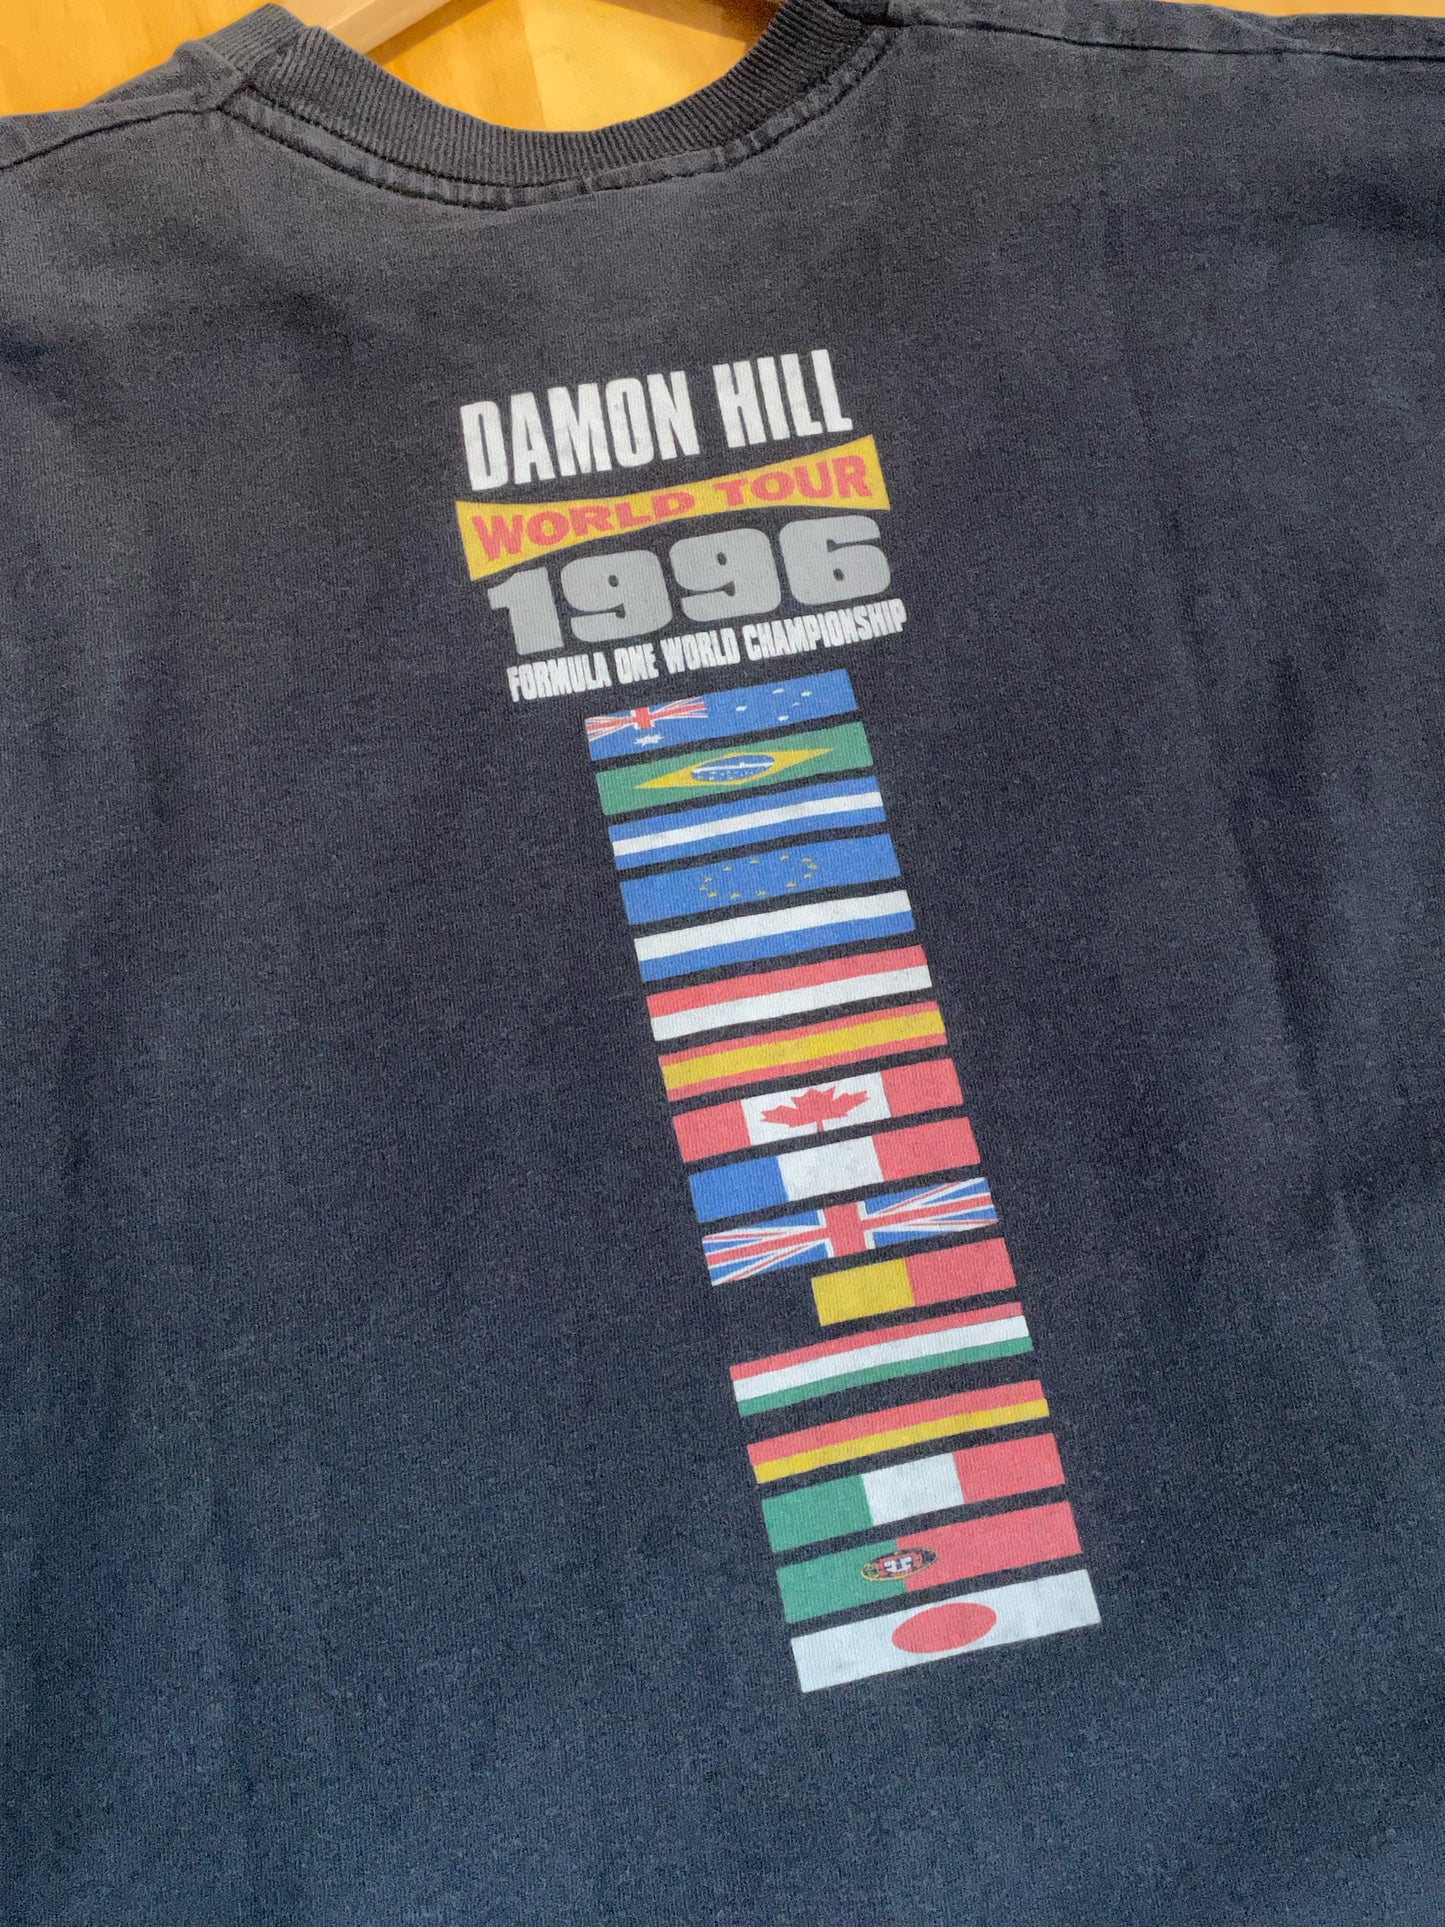 DAMON HILL
WORLD TOUR
1996
FORMULA ONE WORLD CHAMPIONSHIP